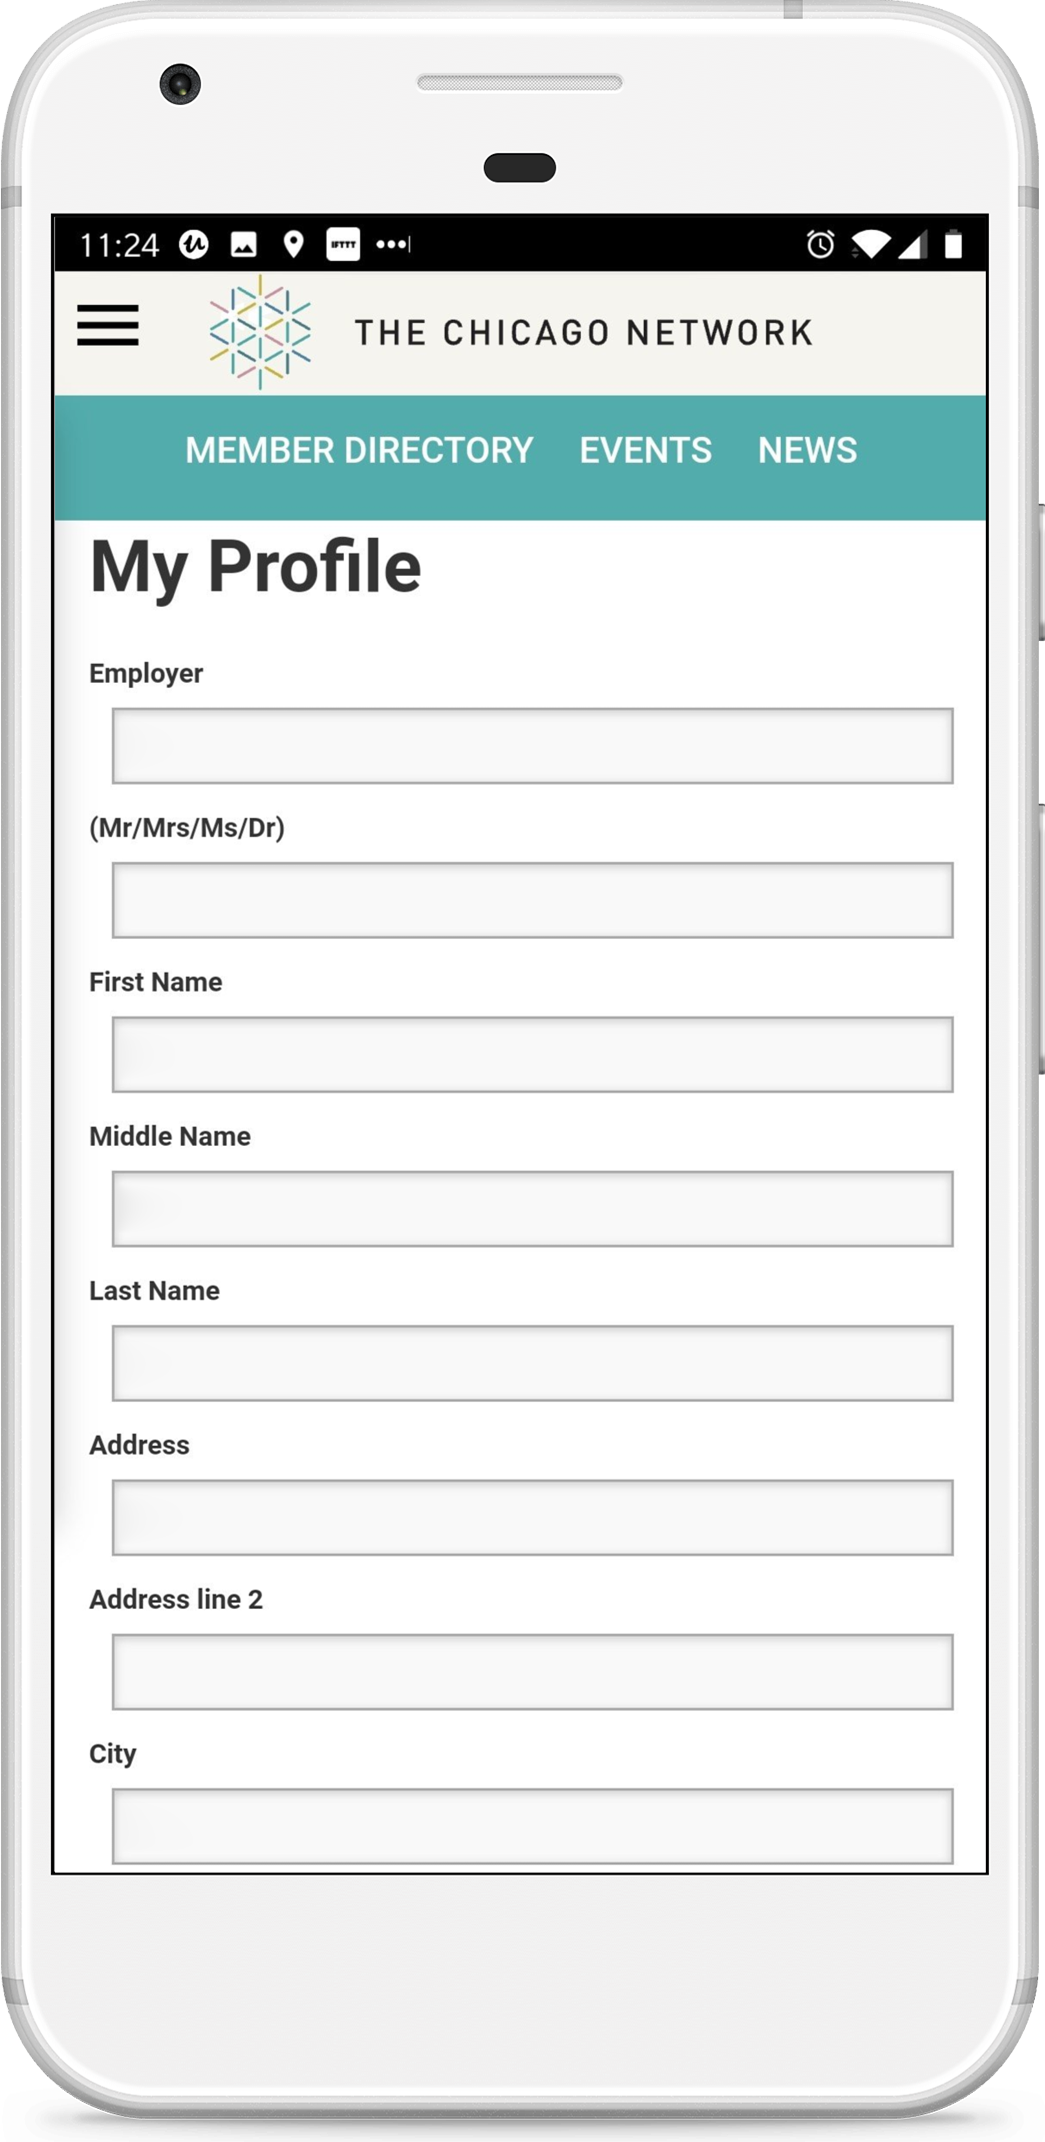 11:24
IFTTT
THE CHICAGO NETWORK
MEMBER DIRECTORY EVENTS NEWS
My Profile
Employer
(Mr/Mrs/Ms/Dr)
First Name
Middle Name
Last Name
Address
Address line 2
City